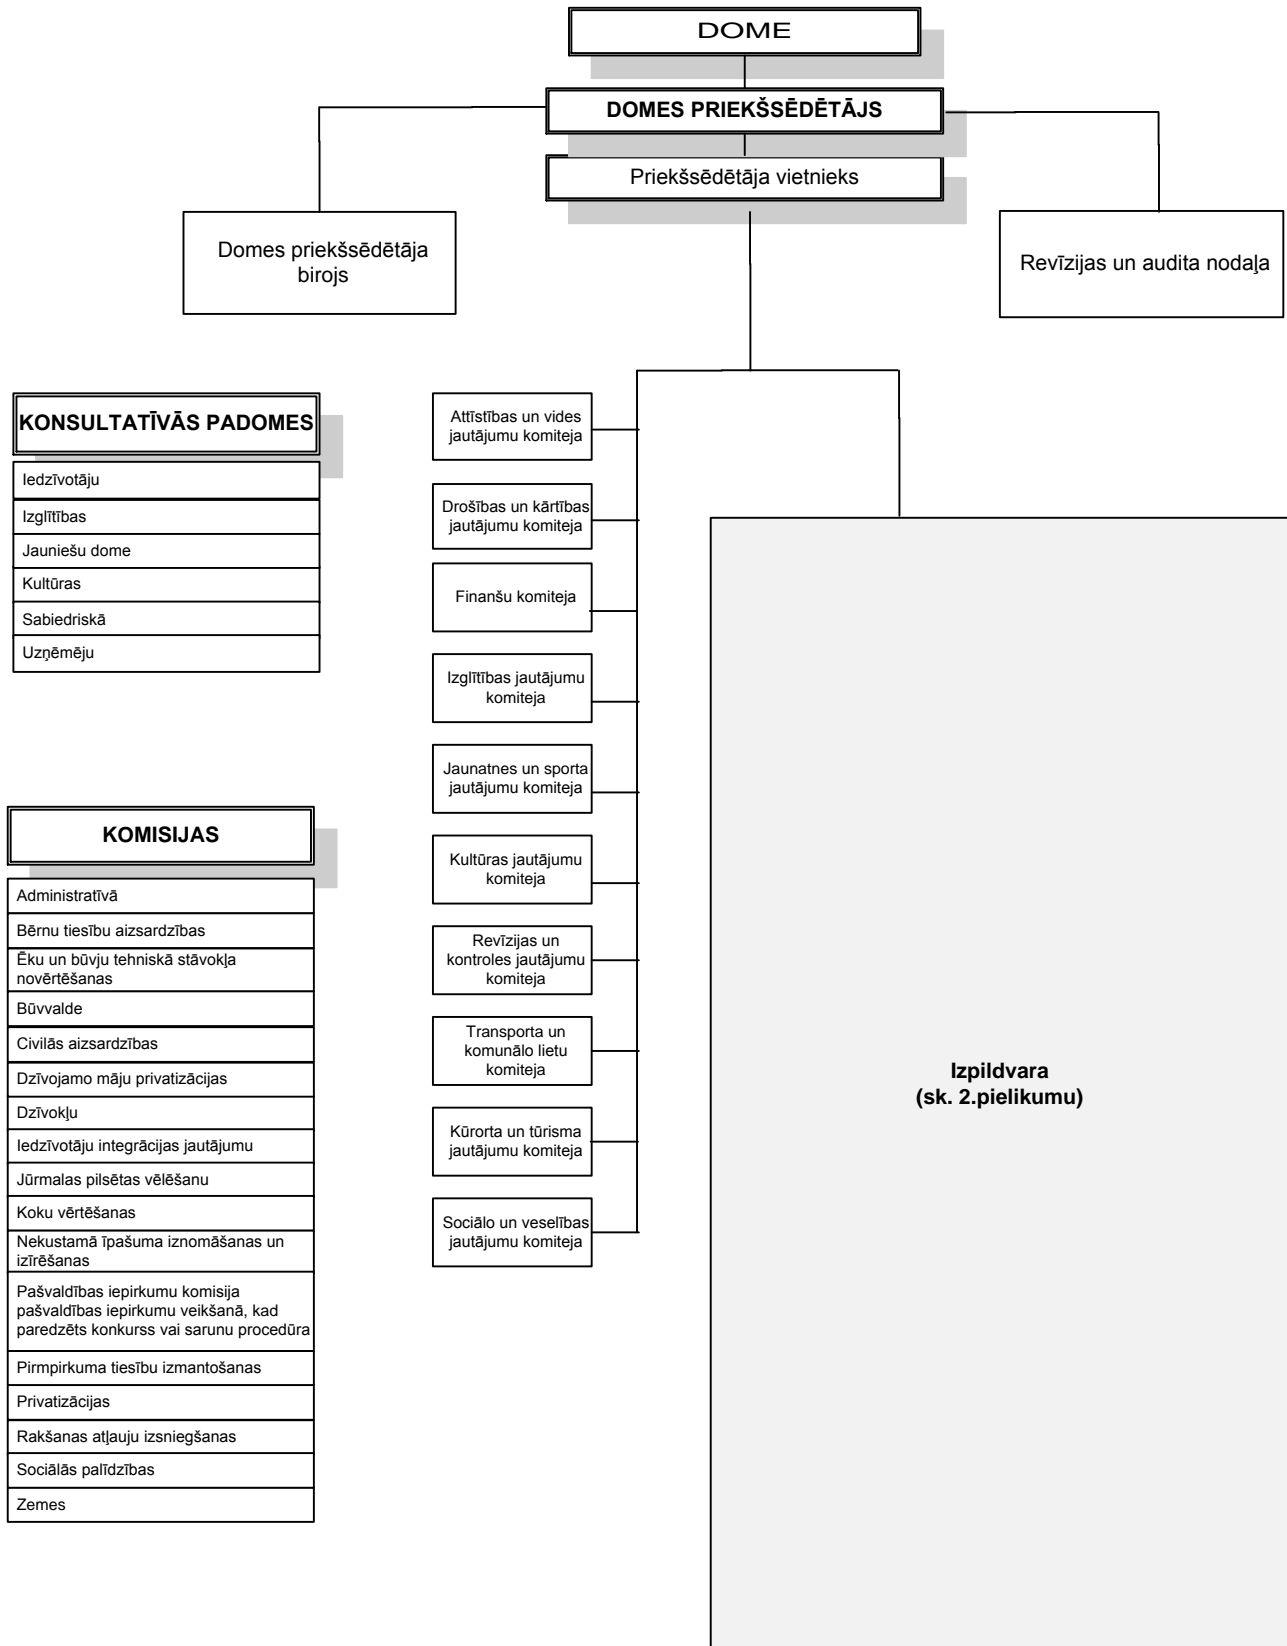 DOME
DOMES PRIEKŠSĒDĒTĀJS
Priekšsēdētāja vietnieks
Domes priekšsēdētāja
birojs
Revīzijas un audita nodaļa
KONSULTATĪVĀS PADOMES
Iedzīvotāju
Izglītības
Jauniešu dome
Kultūras
Sabiedriskā
Uzņēmēju
KOMISIJAS
Administratīvā
Bērnu tiesību aizsardzības
Ēku un būvju tehniskā stāvokļa
novērtēšanas
Būvvalde
Civilās aizsardzības
Dzīvojamo māju privatizācijas
Dzīvokļu
Iedzīvotāju integrācijas jautājumu
Jūrmalas pilsētas vēlēšanu
Koku vērtēšanas
Nekustamā īpašuma iznomāšanas un
izīrēšanas
Pašvaldības iepirkumu komisija
pašvaldības iepirkumu veikšanā, kad
paredzēts konkurss vai sarunu procedūra
Pirmpirkuma tiesību izmantošanas
Privatizācijas
Rakšanas atļauju izsniegšanas
Sociālās palīdzības
Zemes
Attīstības un vides
jautājumu komiteja
Drošības un kārtības
jautājumu komiteja
Finanšu komiteja
Izglītības jautājumu
komiteja
Jaunatnes un sporta
jautājumu komiteja
Kultūras jautājumu
komiteja
Revīzijas un
kontroles jautājumu
komiteja
Transporta un
komunālo lietu
komiteja
Kūrorta un tūrisma
jautājumu komiteja
Sociālo un veselības
jautājumu komiteja
Izpildvara
(sk. 2.pielikumu)